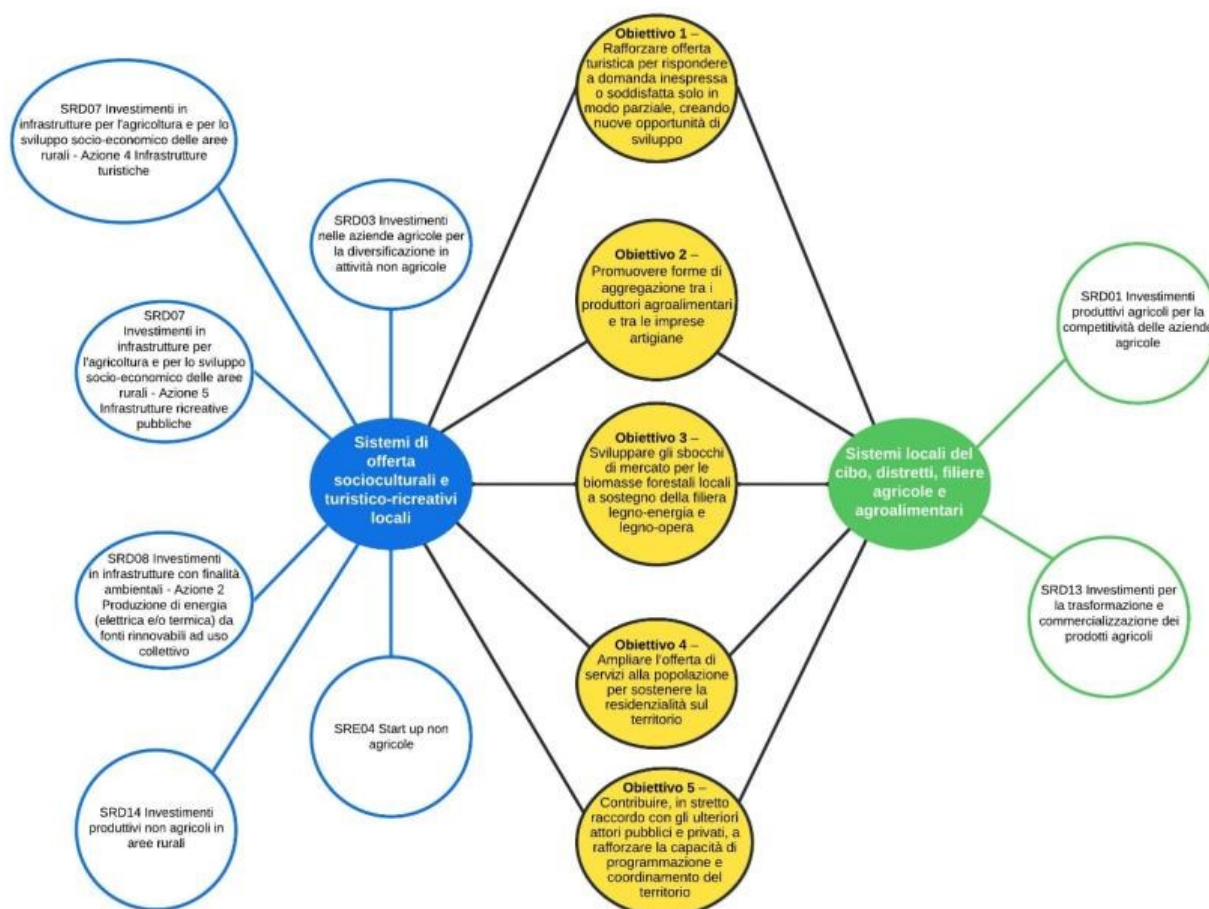 Obiettivo 1 –
Rafforzare offerta
turistica per rispondere
a domanda inespressa
o soddisfatta solo in
modo parziale, creando
nuove opportunità di
sviluppo
SRD07 Investimenti in
infrastrutture per l'agricoltura e per lo
sviluppo socio-economico delle aree
rurali - Azione 4 Infrastrutture
turistiche
SRD03 Investimenti
nelle aziende agricole per
la diversificazione in
attività non agricole
Obiettivo 2 –
Promuovere forme di
aggregazione tra i
produttori agroalimentari
e tra le imprese
artigiane
SRD01 Investimenti
produttivi agricoli per la
competitività delle aziende
agricole
SRD07
Investimenti in
infrastrutture per
l'agricoltura e per lo sviluppo
socio-economico delle aree
rurali - Azione 5
Infrastrutture ricreative
pubbliche
Sistemi di
offerta
socioculturali e
turistico-ricreativi
locali
Obiettivo 3 –
Sviluppare gli sbocchi
di mercato per le
biomasse forestali locali
a sostegno della filiera
legno-energia e
legno-opera
Sistemi locali del
cibo, distretti, filiere
agricole e
agroalimentari
SRD08 Investimenti
in infrastrutture con finalità
ambientali - Azione 2
Produzione di energia
(elettrica e/o termica) da
fonti rinnovabili ad uso
collettivo
Obiettivo 4 –
Ampliare l'offerta di
servizi alla popolazione
per sostenere la
residenzialità sul
territorio
SRD13 Investimenti per
la trasformazione e
commercializzazione dei
prodotti agricoli
SRE04 Start up non
agricole
SRD14 Investimenti
produttivi non agricoli in
aree rurali
Obiettivo 5 –
Contribuire, in stretto
raccordo con gli ulteriori
attori pubblici e privati, a
rafforzare la capacità di
programmazione e
coordinamento del
territorio